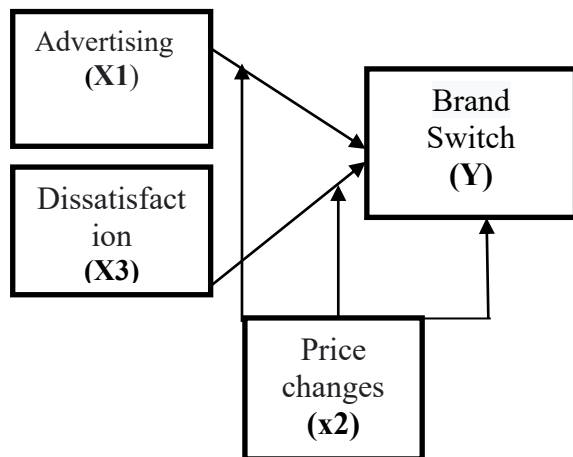 Advertising
(X1)
Brand
Switch
(Y)
Dissatisfact
ion
(X3)
Price
changes
(x2)